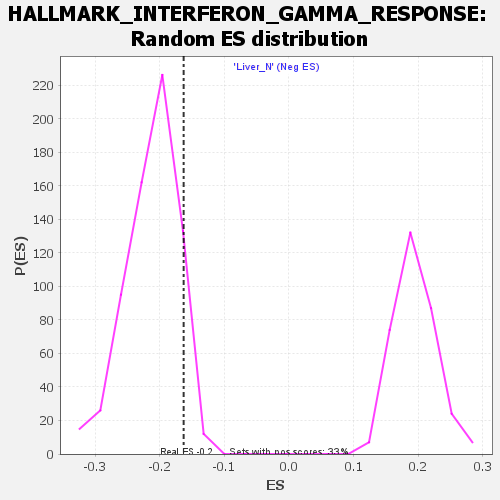 HALLMARK_INTERFERON_GAMMA_RESPONSE:
Random ES distribution
'Liver_N' (Neg ES)
220
200
180
160
140
120
100
80
60
40
20
0
P(ES)
Real ES -0.2
Sets with pos scores: 33%
-0.3 -0.2 -0.1 0.0 0.1 0.2 0.3
ES